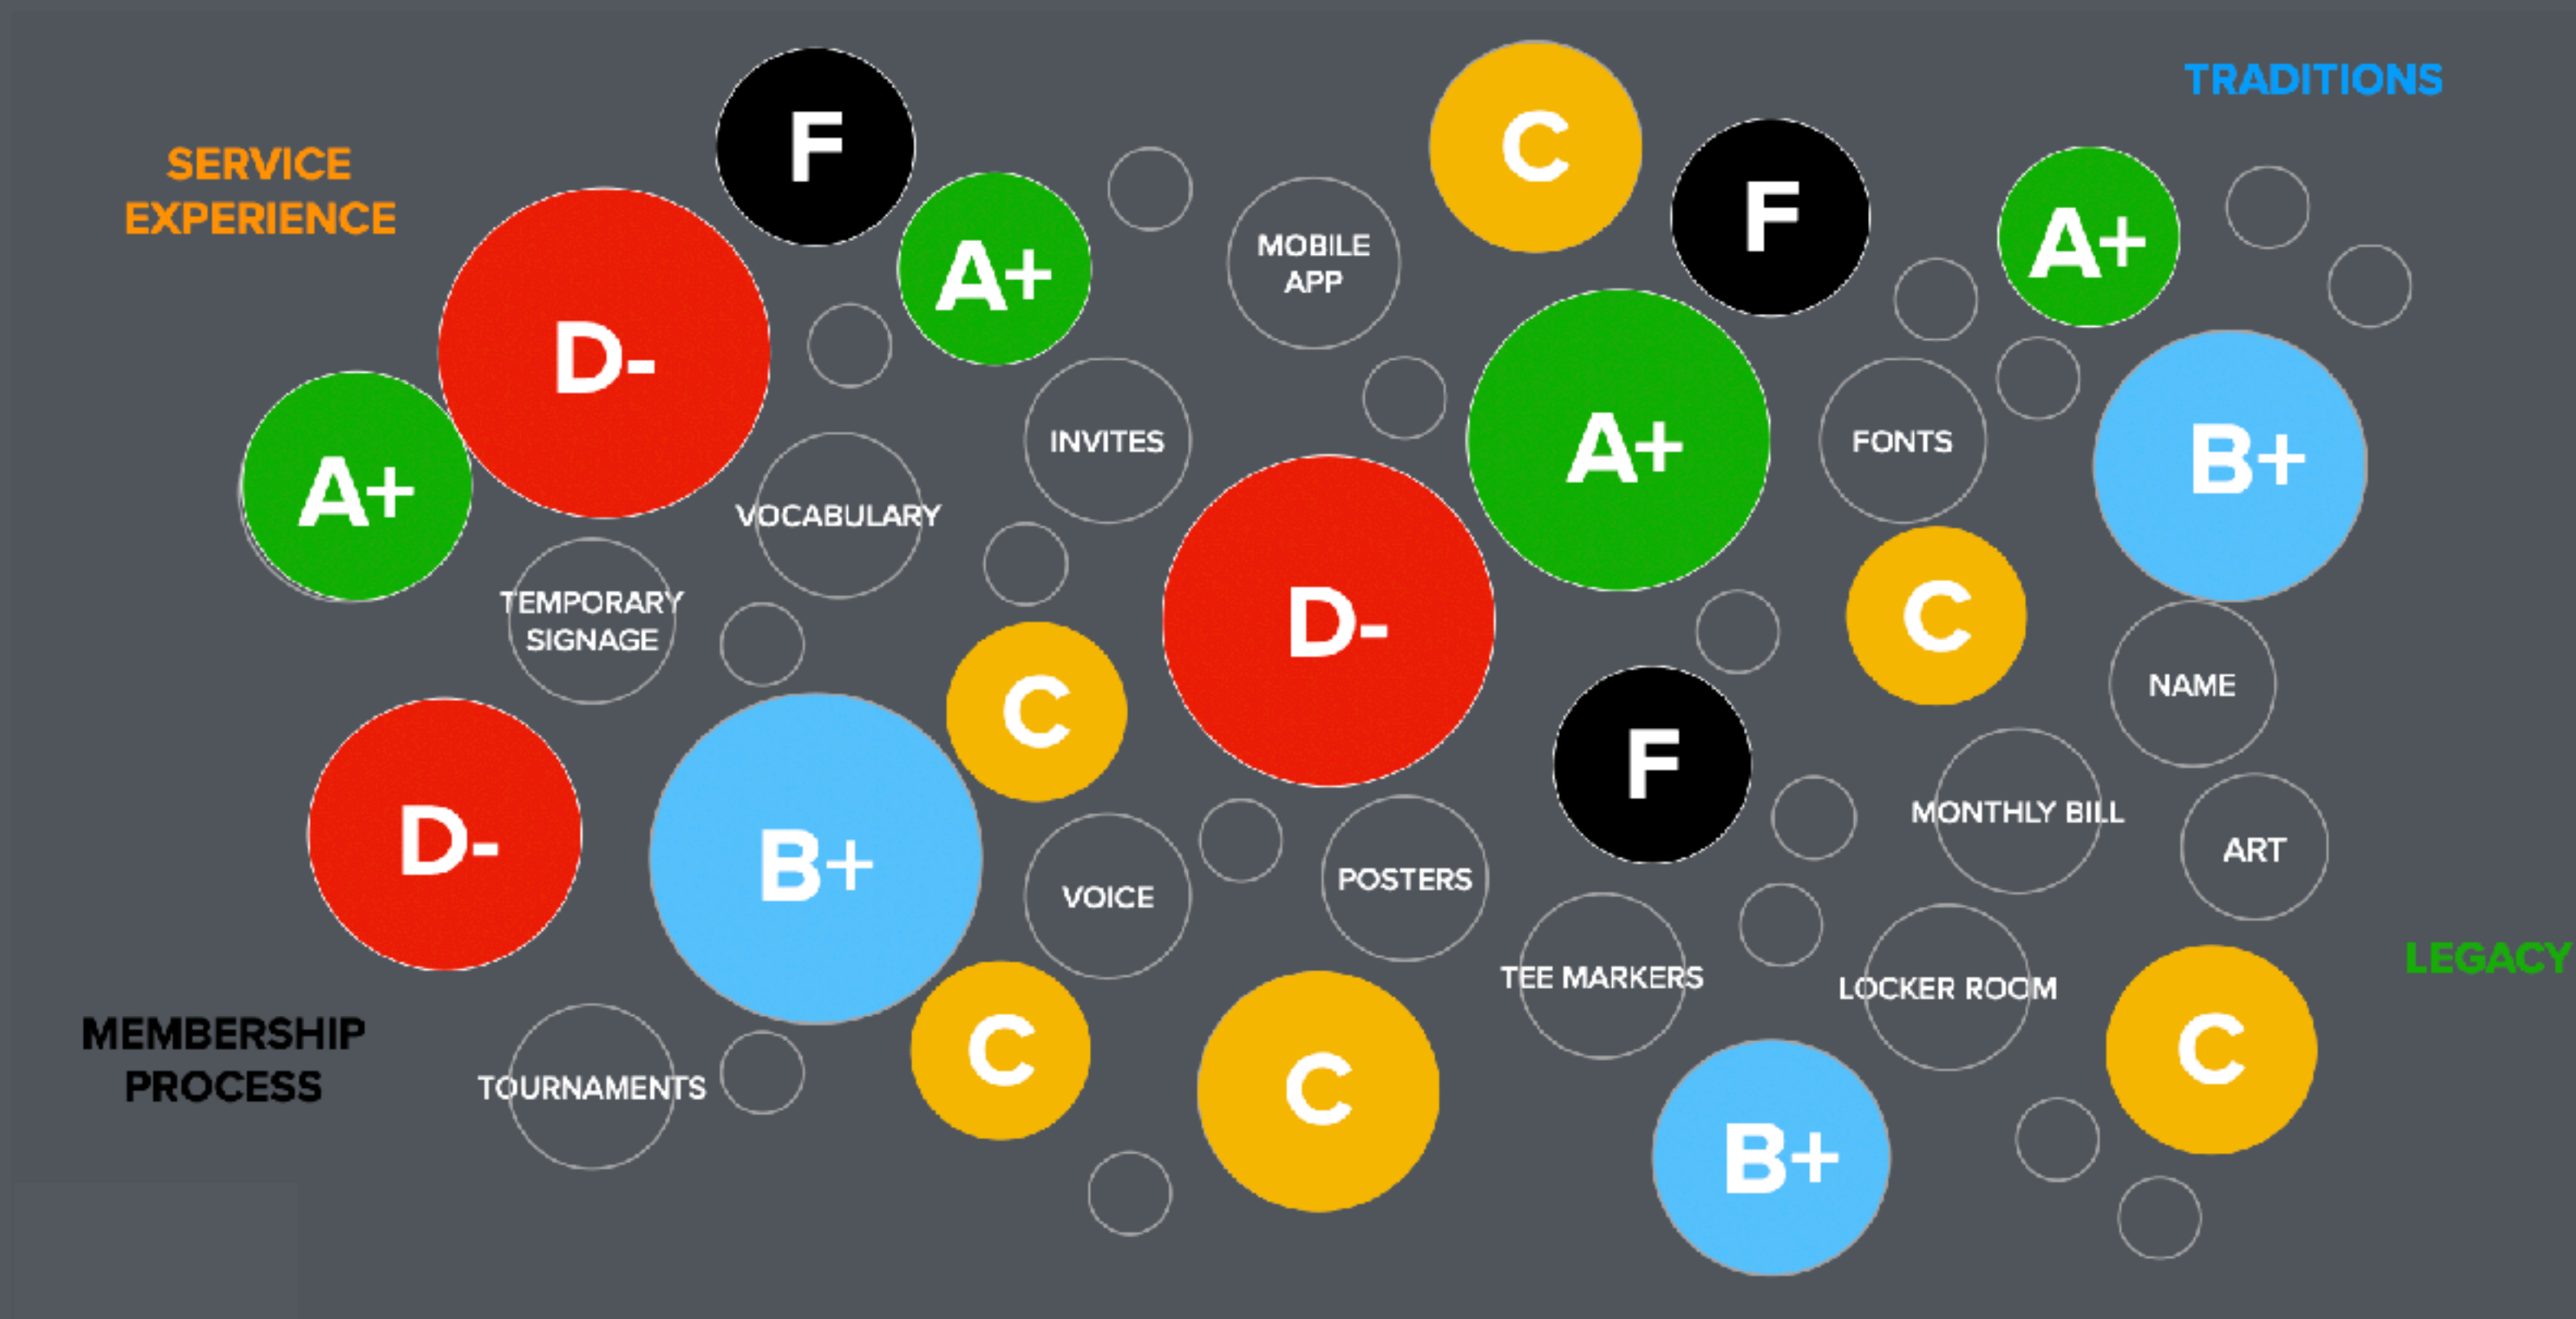 TRADITIONS
F
C
SERVICE
EXPERIENCE
F
A+
A+
MOBILE
APP
D-
A+
INVITES
A+
FONTS
B+
A+
VOCABULARY
TEMPORARY
SIGNAGE
D-
C
C
NAME
F
D-
B+
VOICE
POSTERS
MONTHLY BILL
ART
LEGACY
TEE MARKERS
LOCKER ROOM
MEMBERSHIP
PROCESS
TOURNAMENTS
C
C
C
B+